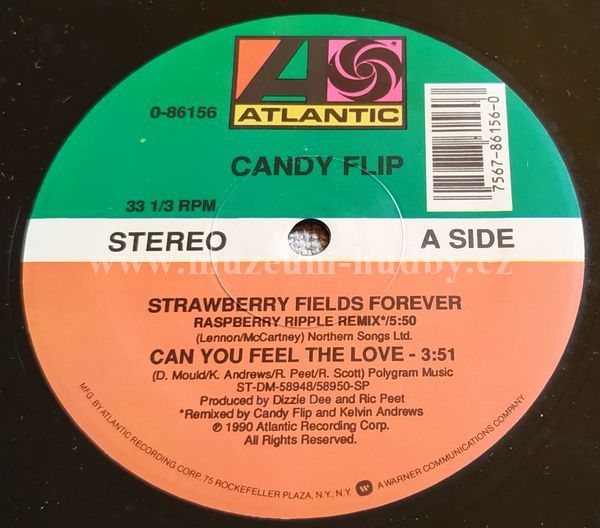 ATLANTIC
0-86156
CANDY FLIP
7567-86156-0
33 1/3 RPM
STEREO
A SIDE
www.muzeum-hudby.cz
STRAWBERRY FIELDS FOREVER
RASPBERRY RIPPLE REMIX*/5:50
(Lennon/McCartney) Northern Songs Ltd.
CAN YOU FEEL THE LOVE - 3:51
(D. Mould/K. Andrews/R. Peet/R. Scott) Polygram Music
ST-DM-58948/58950-SP
Produced by Dizzie Dee and Ric Peet
*Remixed by Candy Flip and Kelvin Andrews
℗ 1990 Atlantic Recording Corp.
All Rights Reserved.
MFG. BY ATLANTIC RECORDING CORP. 75 ROCKEFELLER PLAZA, N.Y., N.Y. A WARNER COMMUNICATIONS COMPANY